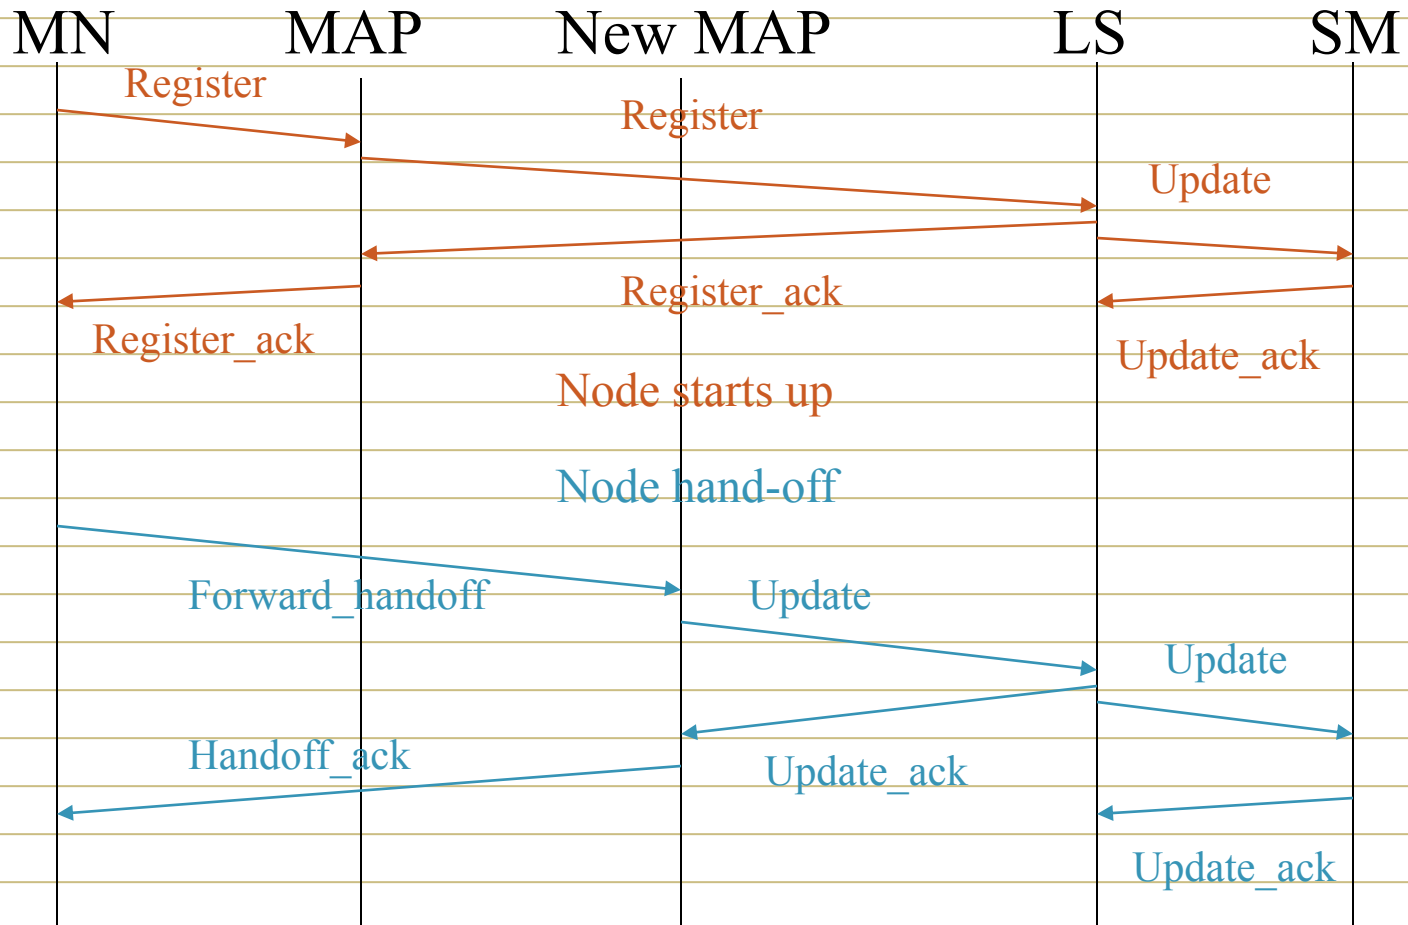 MN MAP New MAP LS SM
Register
Register
Update
Register_ack
Register_ack
Update_ack
Node starts up
Node hand-off
Forward_handoff
Update
Update
Handoff_ack
Update_ack
Update_ack